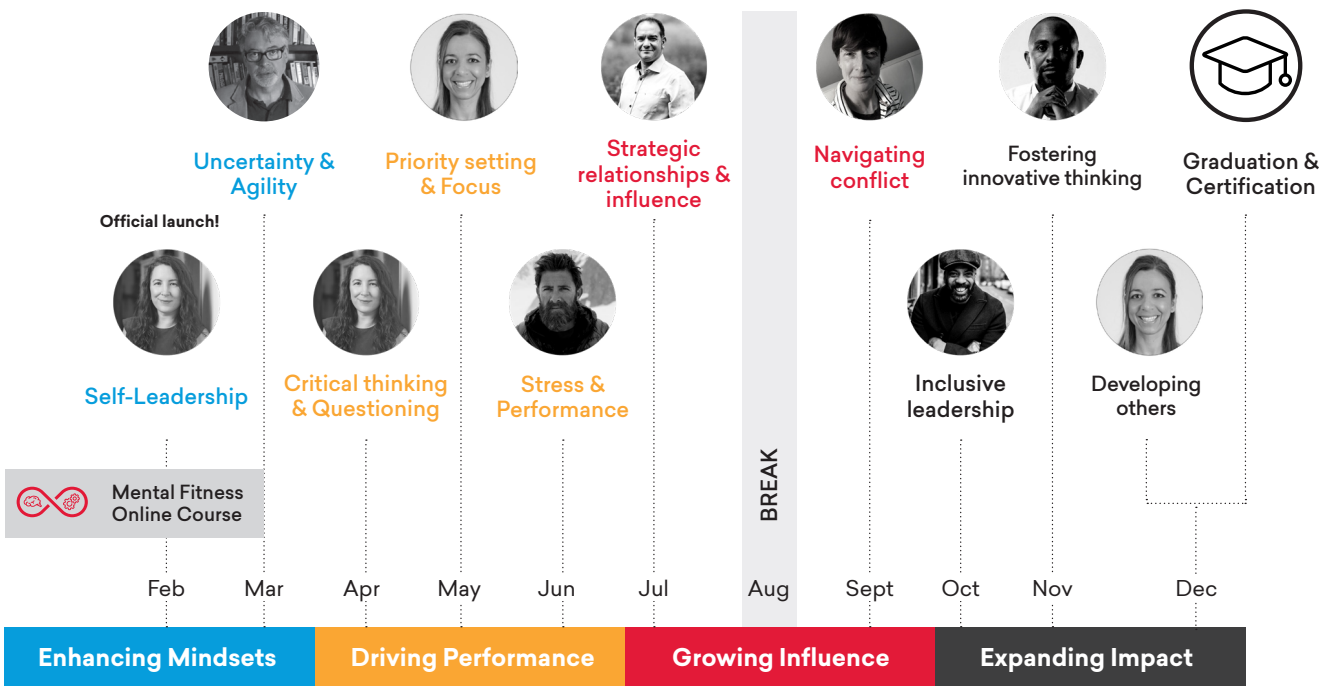 Uncertainty &
Agility
Priority setting
& Focus
Strategic
relationships &
influence
Navigating
conflict
Fostering
innovative thinking
Graduation &
Certification
Official launch!
Self-Leadership
Critical thinking
& Questioning
Stress &
Performance
Inclusive
leadership
Developing
others
BREAK
Mental Fitness
Online Course
Feb
Mar
Apr
May
Jun
Jul
Aug
Sept
Oct
Nov
Dec
Enhancing Mindsets
Driving Performance
Growing Influence
Expanding Impact